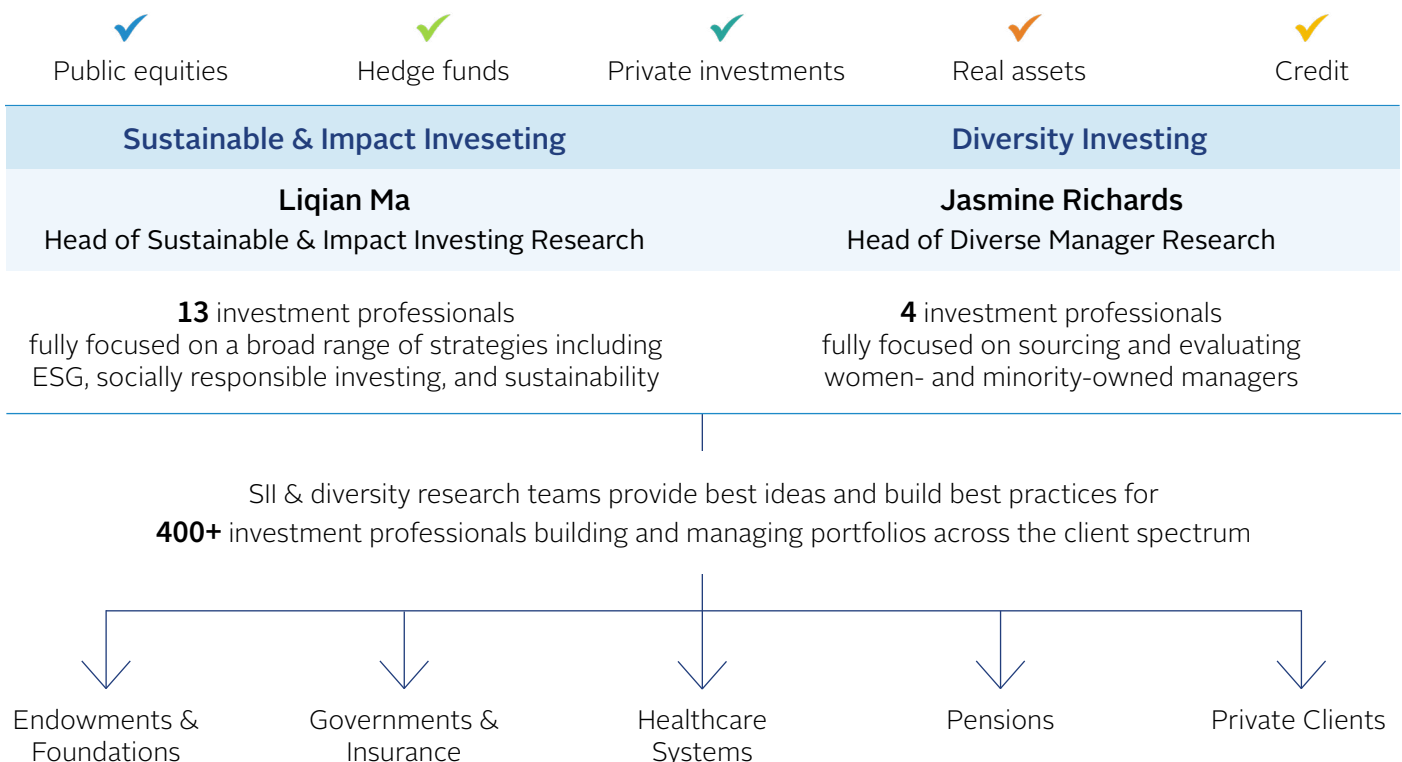 Public equities
Hedge funds
Private investments
Real assets
Credit
Sustainable & Impact Inveseting
Diversity Investing
Liqian Ma
Head of Sustainable & Impact Investing Research
Jasmine Richards
Head of Diverse Manager Research
13 investment professionals
fully focused on a broad range of strategies including
ESG, socially responsible investing, and sustainability
4 investment professionals
fully focused on sourcing and evaluating
women- and minority-owned managers
SII & diversity research teams provide best ideas and build best practices for
400+ investment professionals building and managing portfolios across the client spectrum
Endowments &
Foundations
Governments &
Insurance
Healthcare
Systems
Pensions
Private Clients